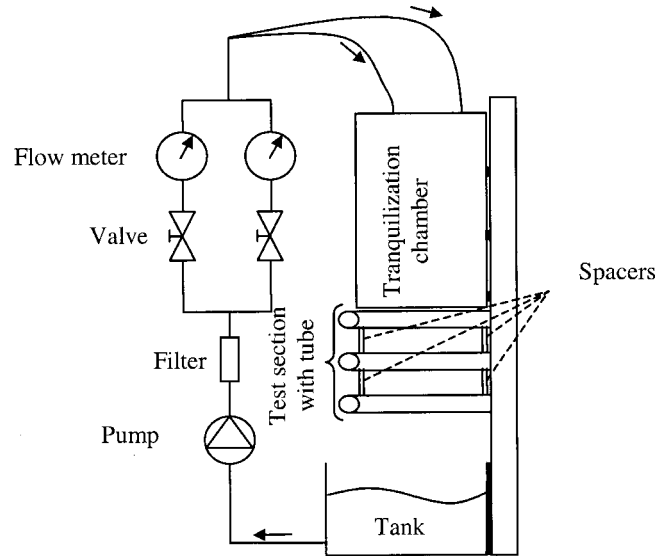 Flow meter
Valve
Filter
Pump
Test section
with tube
Tranquilization
chamber
Spacers
Tank